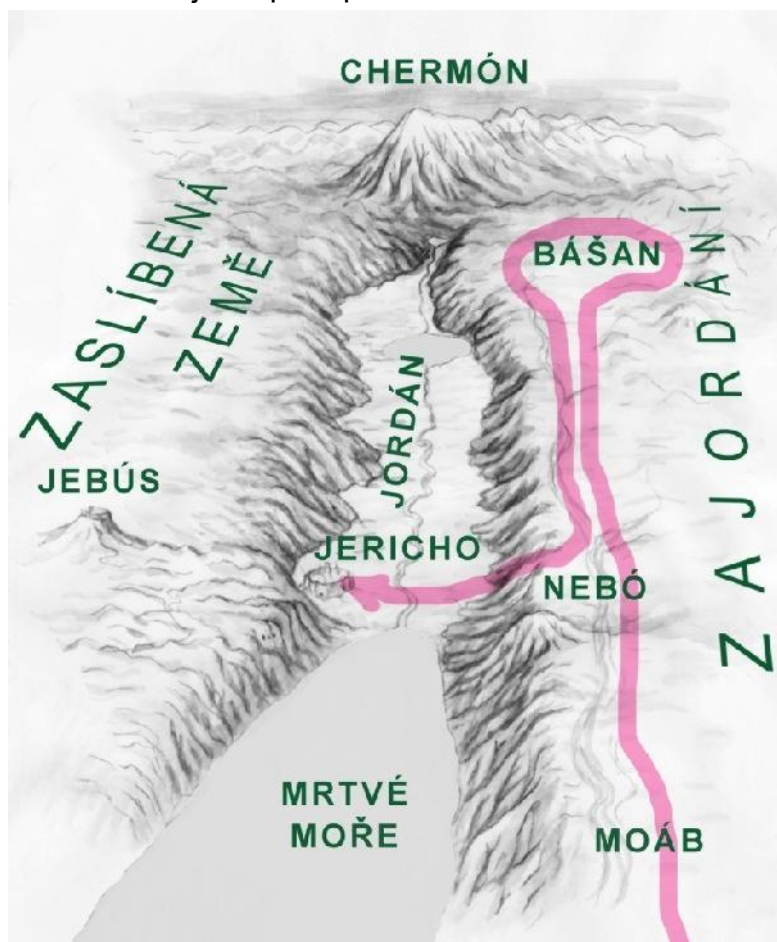 CHERMÓN
ZASLÍBENÁ
ZEMĚ
BÁŠAN
ZAJORDÁNÍ
JORDÁN
JEBÚS
JERICHO
NEBÓ
MRTVÉ
MOŘE
MOÁB